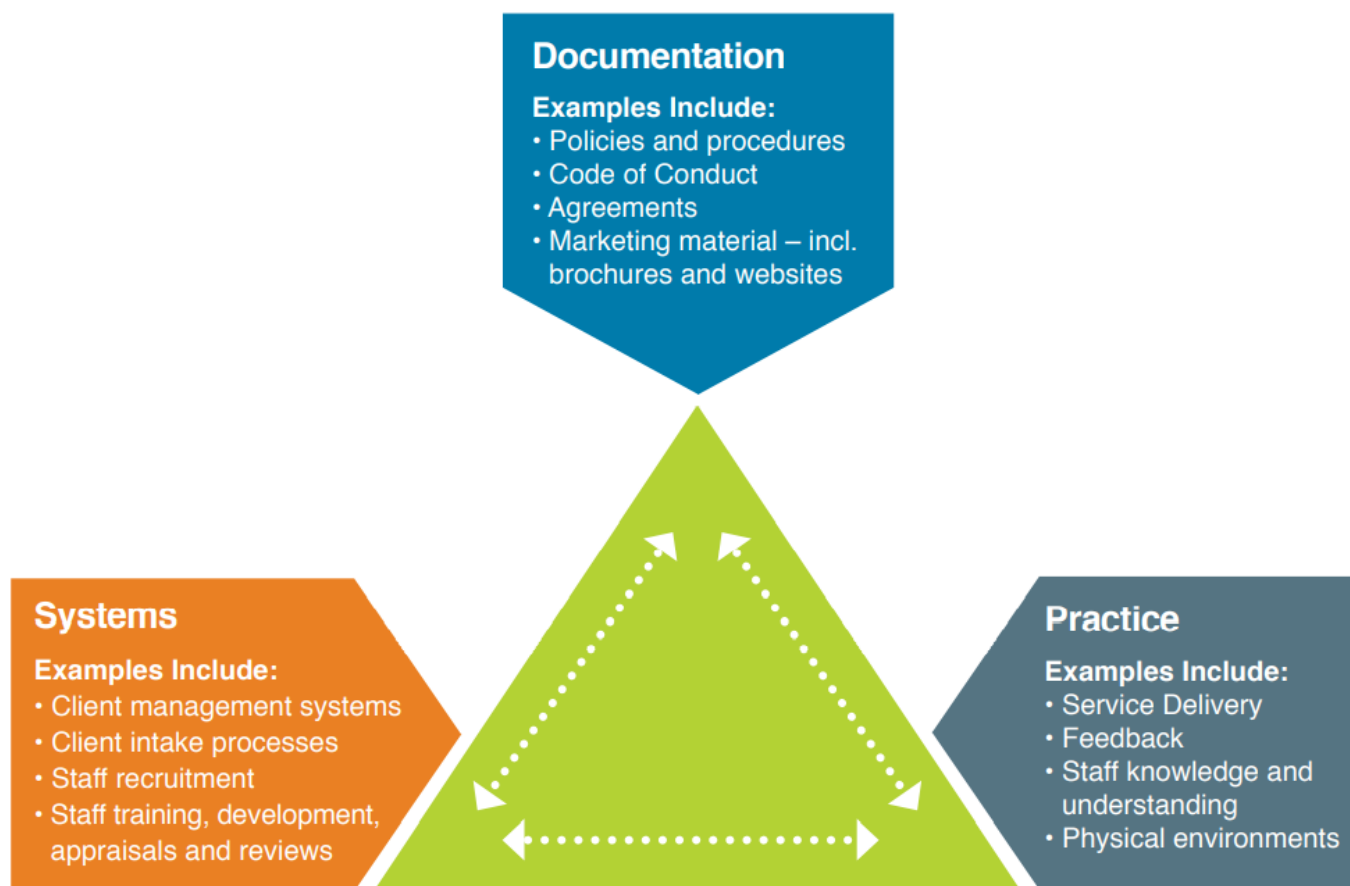 Documentation
Examples Include:
• Policies and procedures
• Code of Conduct
• Agreements
• Marketing material – incl.
brochures and websites
Systems
Examples Include:
• Client management systems
• Client intake processes
• Staff recruitment
• Staff training, development,
appraisals and reviews
Practice
Examples Include:
• Service Delivery
• Feedback
• Staff knowledge and
understanding
• Physical environments